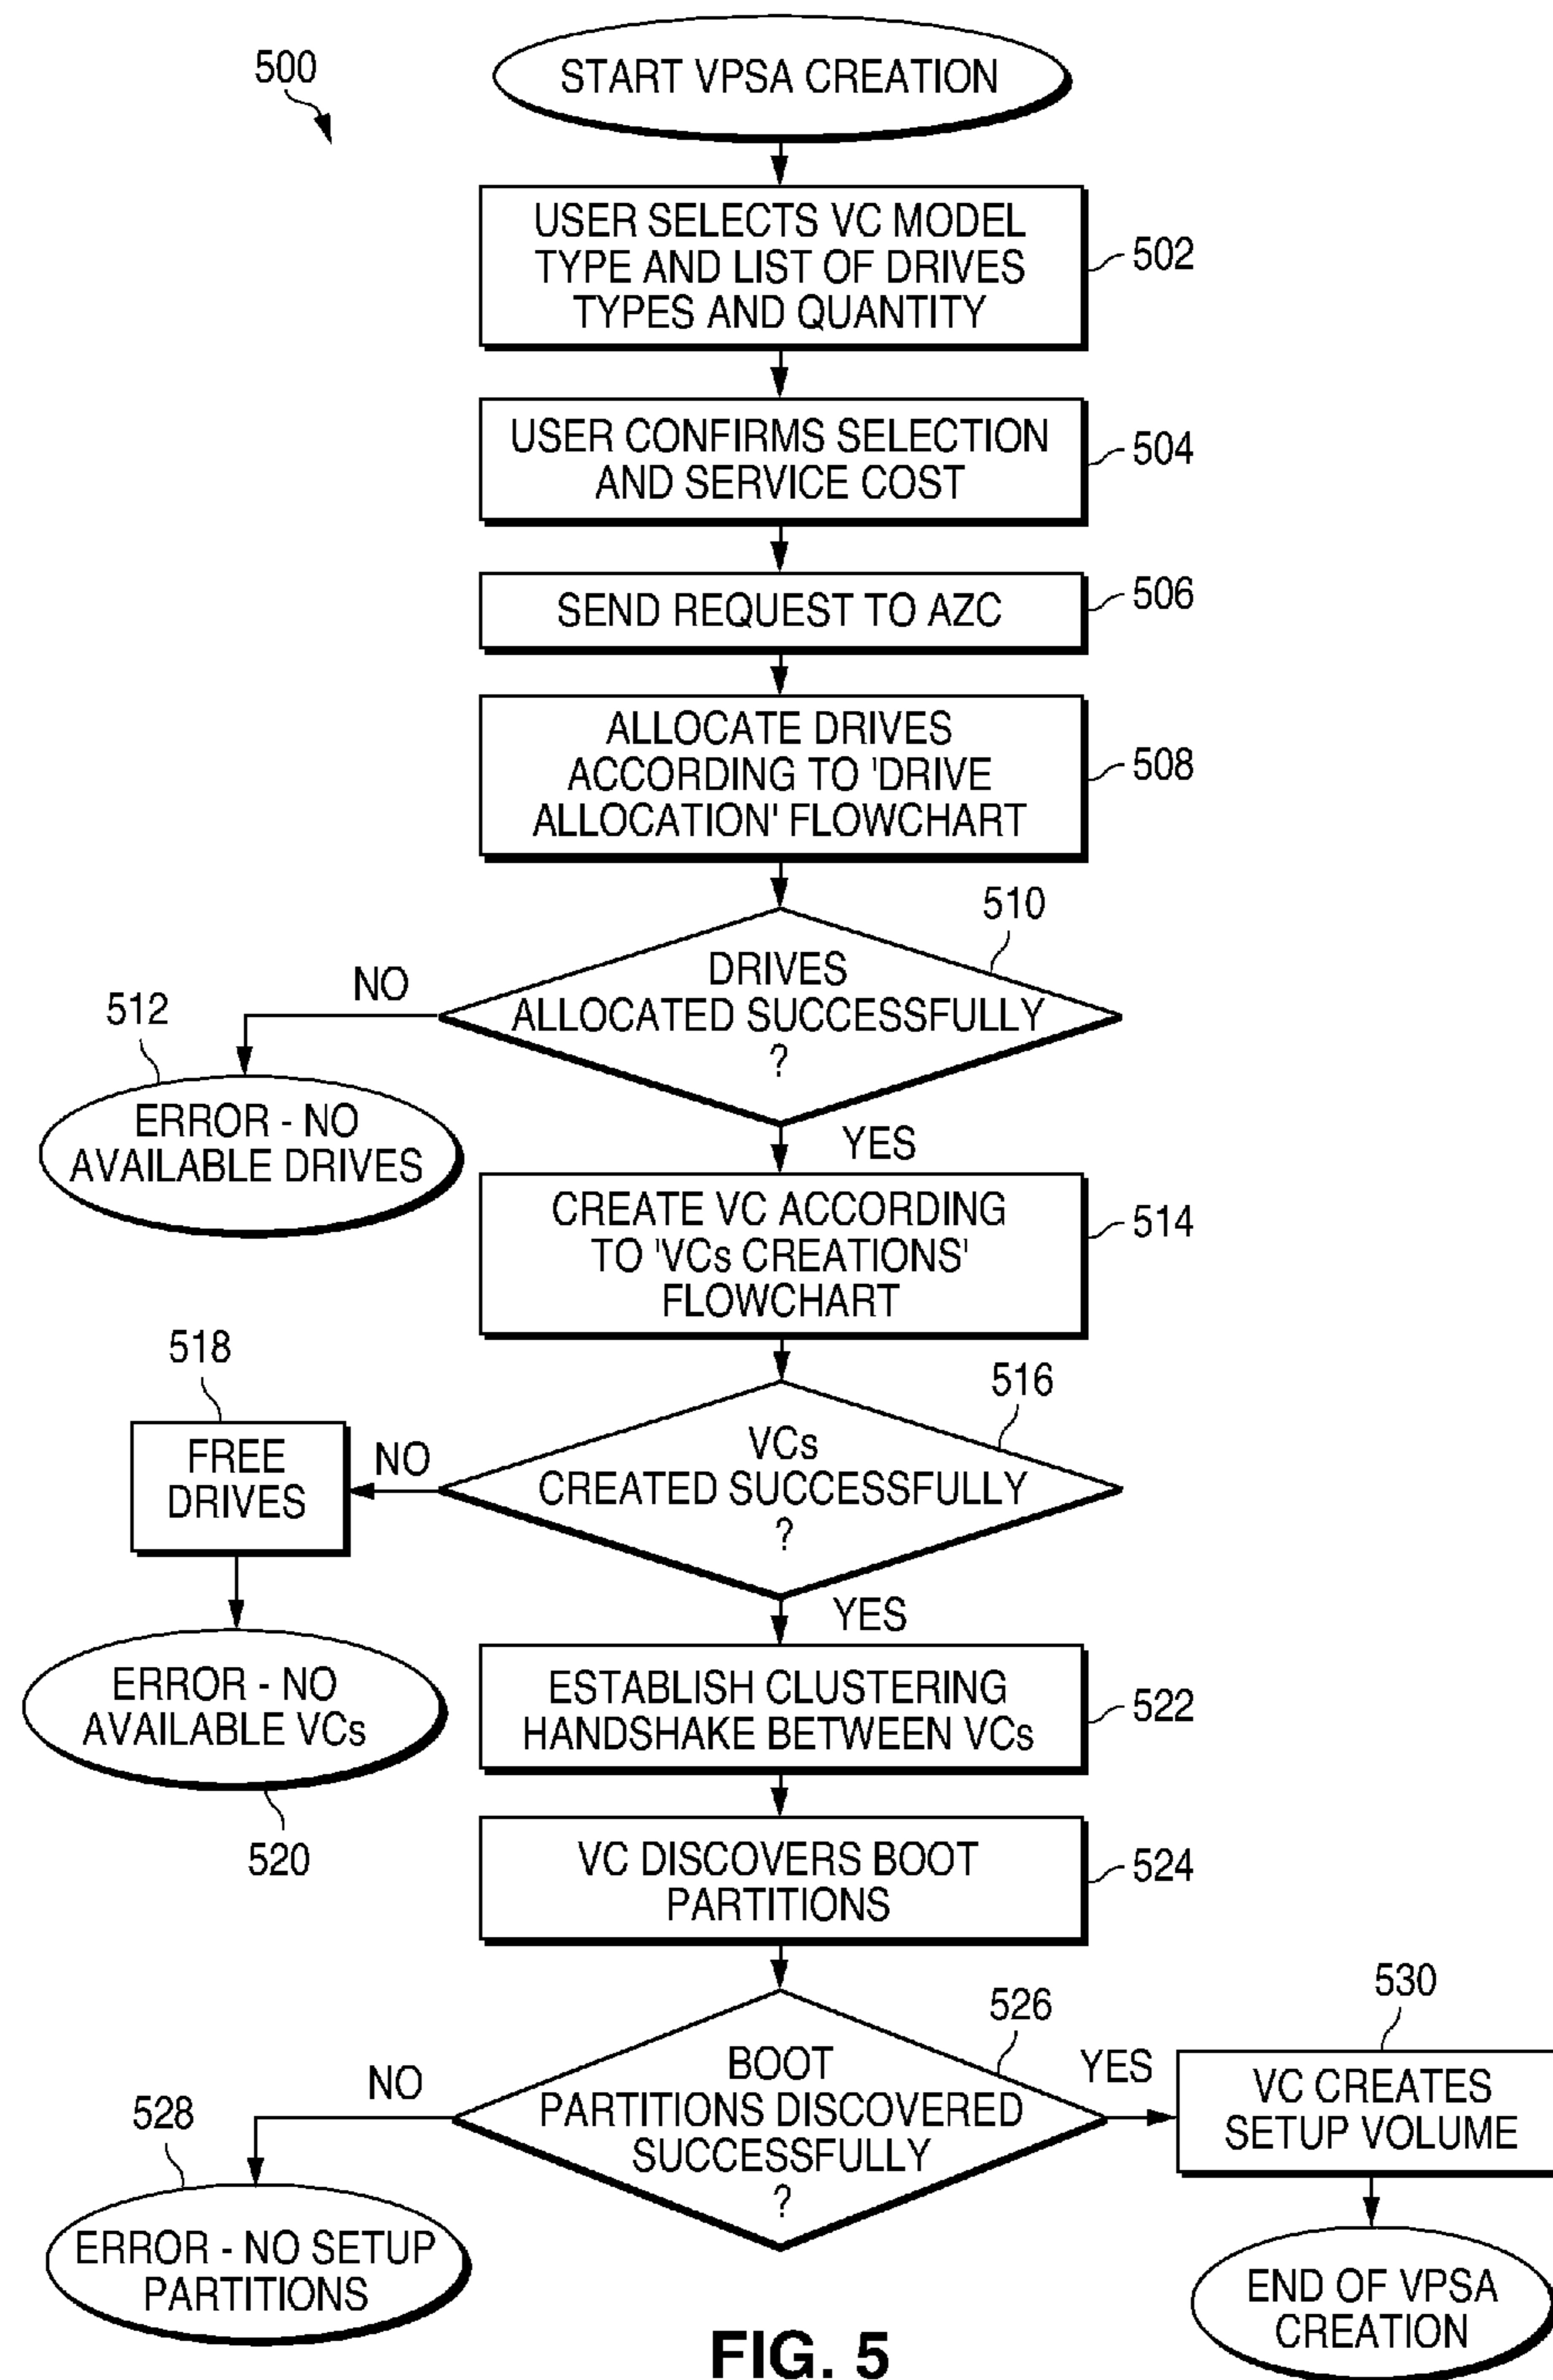 500
START VPSA CREATION
USER SELECTS VC MODEL
TYPE AND LIST OF DRIVES
TYPES AND QUANTITY
502
USER CONFIRMS SELECTION
AND SERVICE COST
504
SEND REQUEST TO AZC
506
ALLOCATE DRIVES
ACCORDING TO 'DRIVE
ALLOCATION' FLOWCHART
508
510
DRIVES
ALLOCATED SUCCESSFULLY
?
NO
512
ERROR - NO
AVAILABLE DRIVES
YES
CREATE VC ACCORDING
TO 'VCs CREATIONS'
FLOWCHART
514
516
VCs
CREATED SUCCESSFULLY
?
NO
518
FREE
DRIVES
ERROR - NO
AVAILABLE VCs
520
YES
ESTABLISH CLUSTERING
HANDSHAKE BETWEEN VCs
522
VC DISCOVERS BOOT
PARTITIONS
524
526
BOOT
PARTITIONS DISCOVERED
SUCCESSFULLY
?
NO
528
ERROR - NO SETUP
PARTITIONS
YES
530
VC CREATES
SETUP VOLUME
END OF VPSA
CREATION
FIG. 5